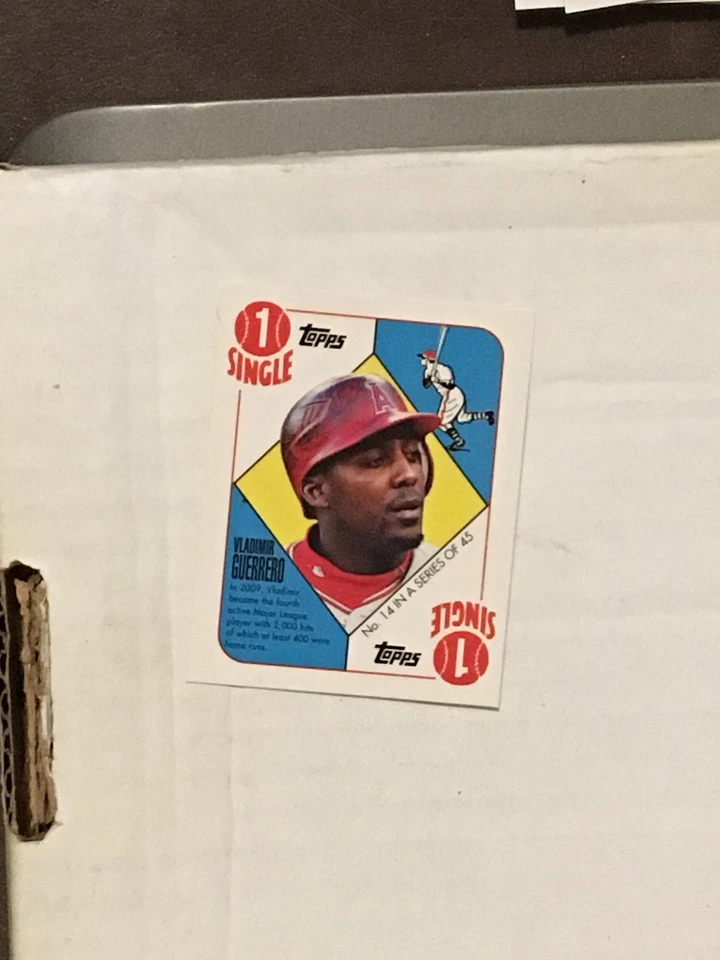 1
topps
SINGLE
A
VLADIMIR
GUERRERO
In 2009, Vladimir
became the fourth
active Major League
player with 2,000 hits
of which at least 400 were
home runs.
No. 14 IN A SERIES OF 45
topps
SINGLE
1